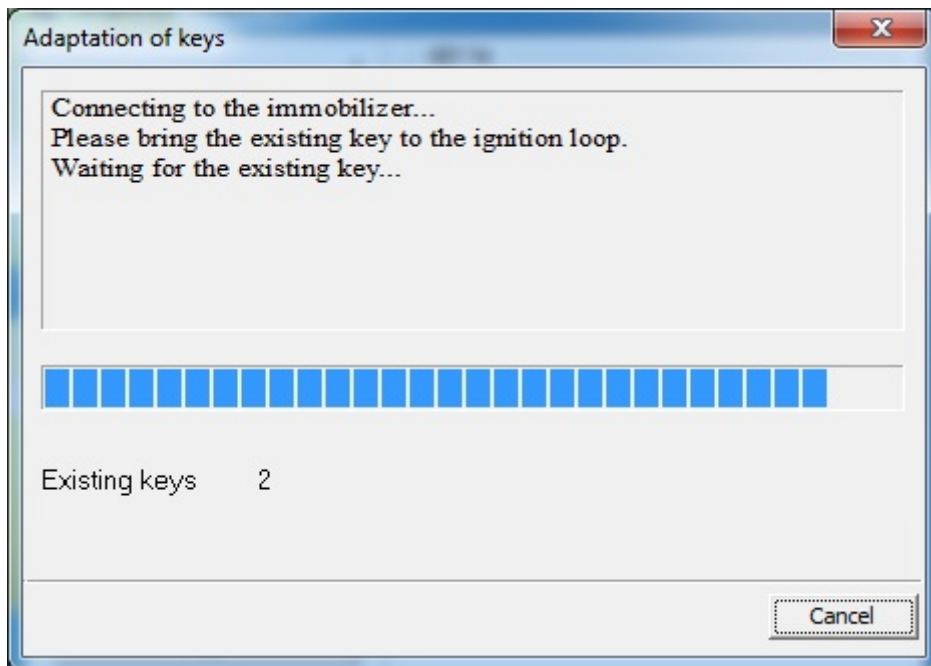 Adaptation of keys
Connecting to the immobilizer...
Please bring the existing key to the ignition loop.
Waiting for the existing key...
Existing keys 2
Cancel